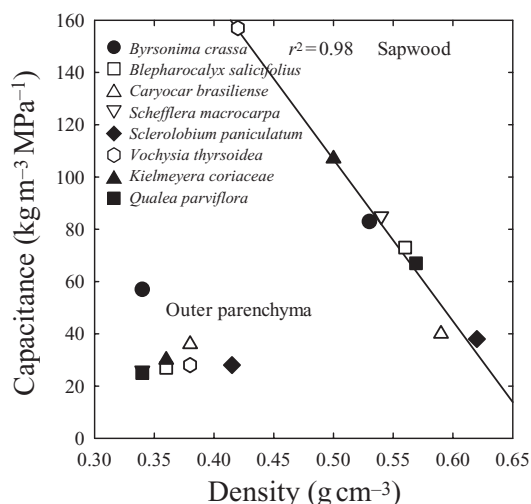 160
140
120
100
80
60
40
20
0
Capacitance (kg m⁻³ MPa⁻¹)
Byrsonima crassa
Blepharocalyx salicifolius
Caryocar brasiliense
Schefflera macrocarpa
Sclerolobium paniculatum
Vochysia thyrsoidea
Kielmeyera coriaceae
Qualea parviflora
r² = 0.98 Sapwood
Outer parenchyma
0.30 0.35 0.40 0.45 0.50 0.55 0.60 0.65
Density (g cm⁻³)